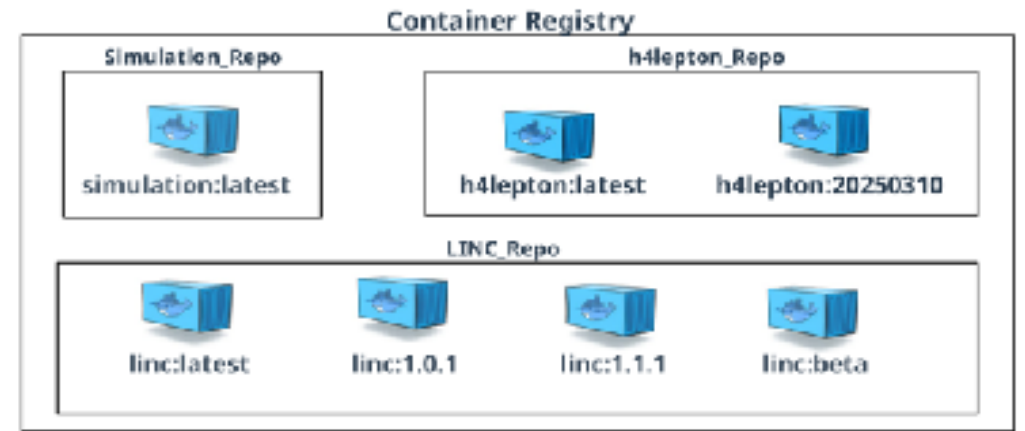 Container Registry
Simulation_Repo
h4lepton_Repo
simulation:latest
h4lepton:latest
h4lepton:20250310
LINC_Repo
linc:latest
linc:1.0.1
linc:1.1.1
linc:beta